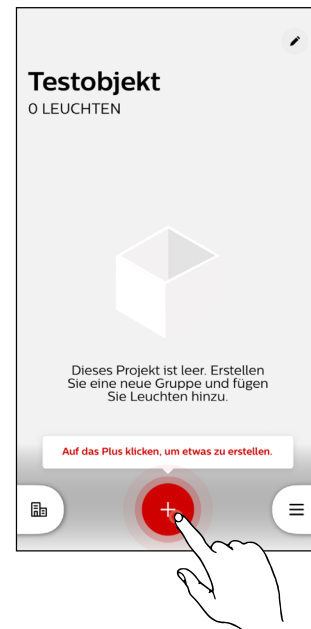 Testobjekt
0 LEUCHTEN
Dieses Projekt ist leer. Erstellen
Sie eine neue Gruppe und fügen
Sie Leuchten hinzu.
Auf das Plus klicken, um etwas zu erstellen.